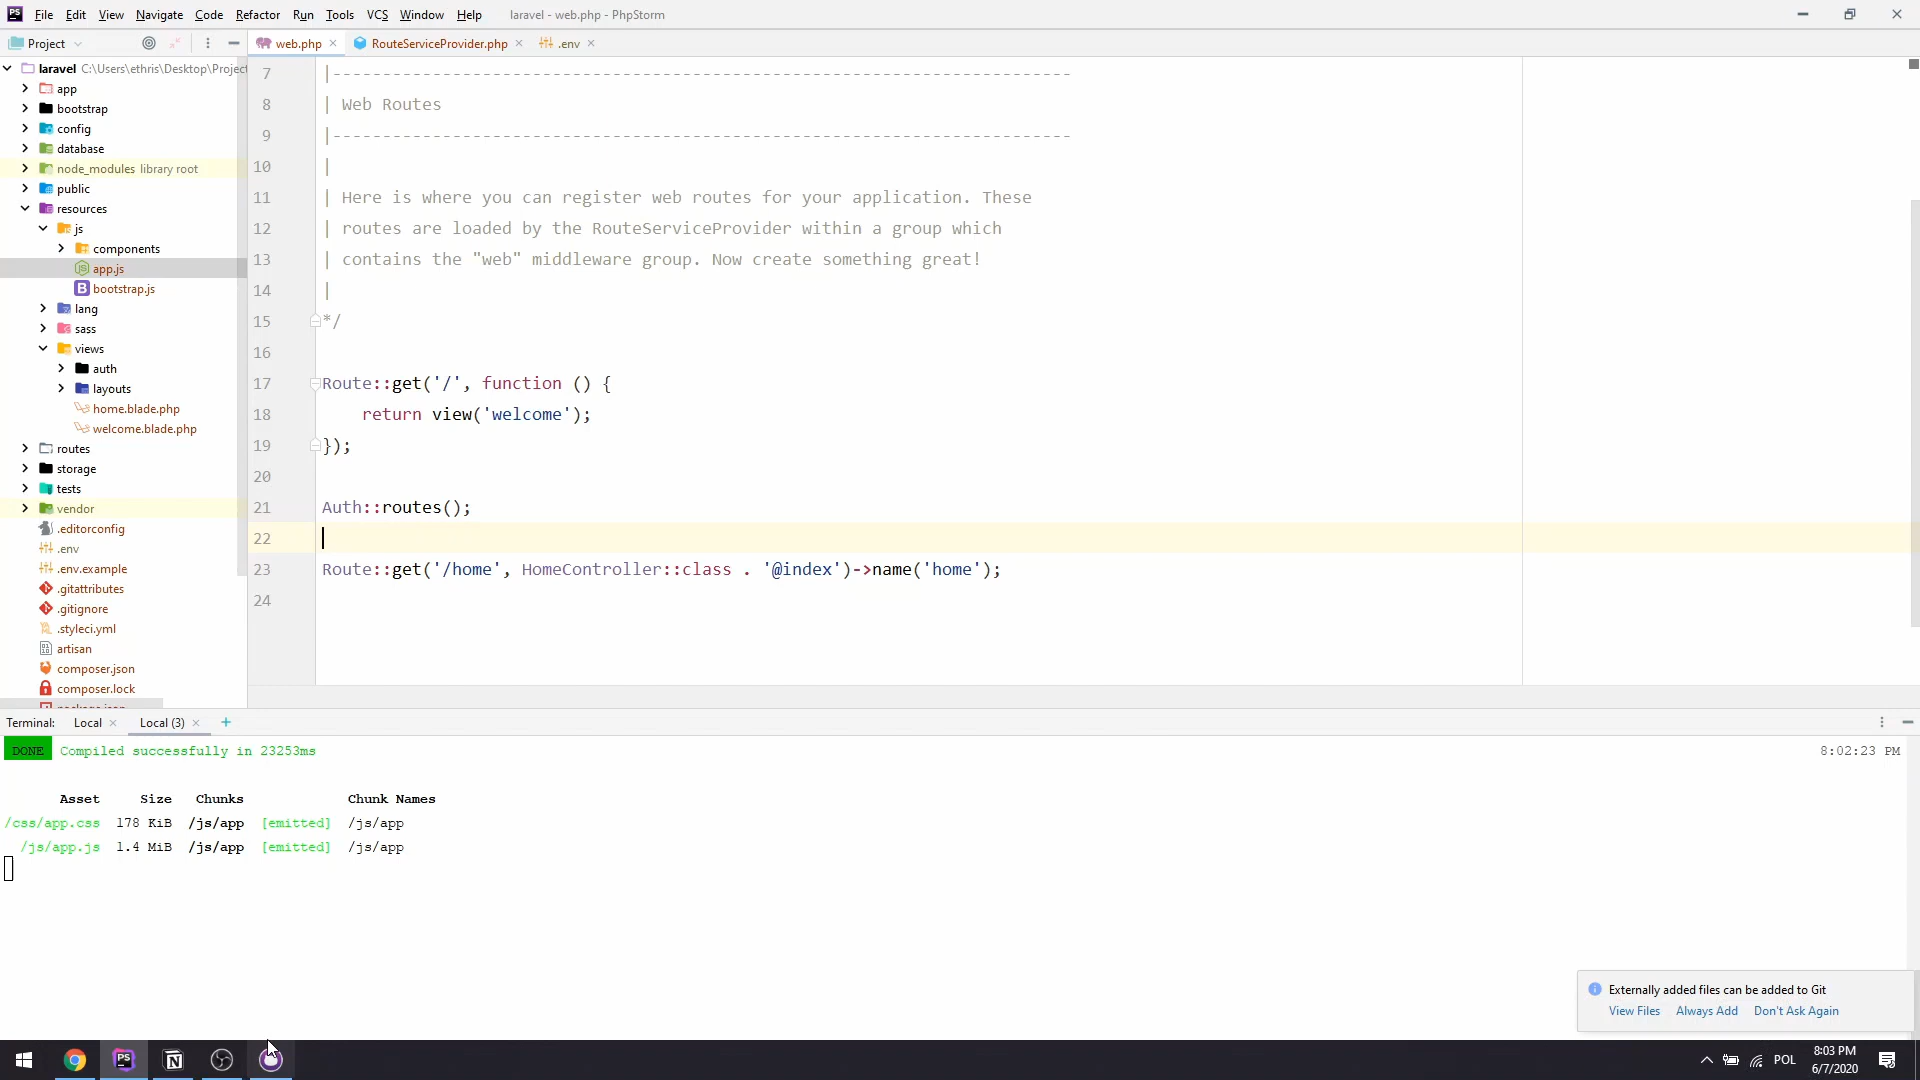 PS File Edit View Navigate Code Refactor Run Tools VCS Window Help laravel - web.php - PhpStorm
Project
web.php
RouteServiceProvider.php
.env
laravel C:\Users\ethris\Desktop\Project
app
bootstrap
config
database
node_modules library root
public
resources
js
components
app.js
bootstrap.js
lang
sass
views
auth
layouts
home.blade.php
welcome.blade.php
routes
storage
tests
vendor
.editorconfig
.env
.env.example
.gitattributes
.gitignore
.styleci.yml
artisan
composer.json
composer.lock
package.json
7 |--------------------------------------------------------------------------
8 | Web Routes
9 |--------------------------------------------------------------------------
10 |
11 | Here is where you can register web routes for your application. These
12 | routes are loaded by the RouteServiceProvider within a group which
13 | contains the "web" middleware group. Now create something great!
14 |
15 */
16
17 Route::get('/', function () {
18 return view('welcome');
19 });
20
21 Auth::routes();
22
23 Route::get('/home', HomeController::class . '@index')->name('home');
24
Terminal: Local Local (3) +
DONE Compiled successfully in 23253ms 8:02:23 PM
Asset Size Chunks Chunk Names
/css/app.css 178 KiB /js/app [emitted] /js/app
/js/app.js 1.4 MiB /js/app [emitted] /js/app
Externally added files can be added to Git
View Files Always Add Don't Ask Again
PS
POL
8:03 PM
6/7/2020